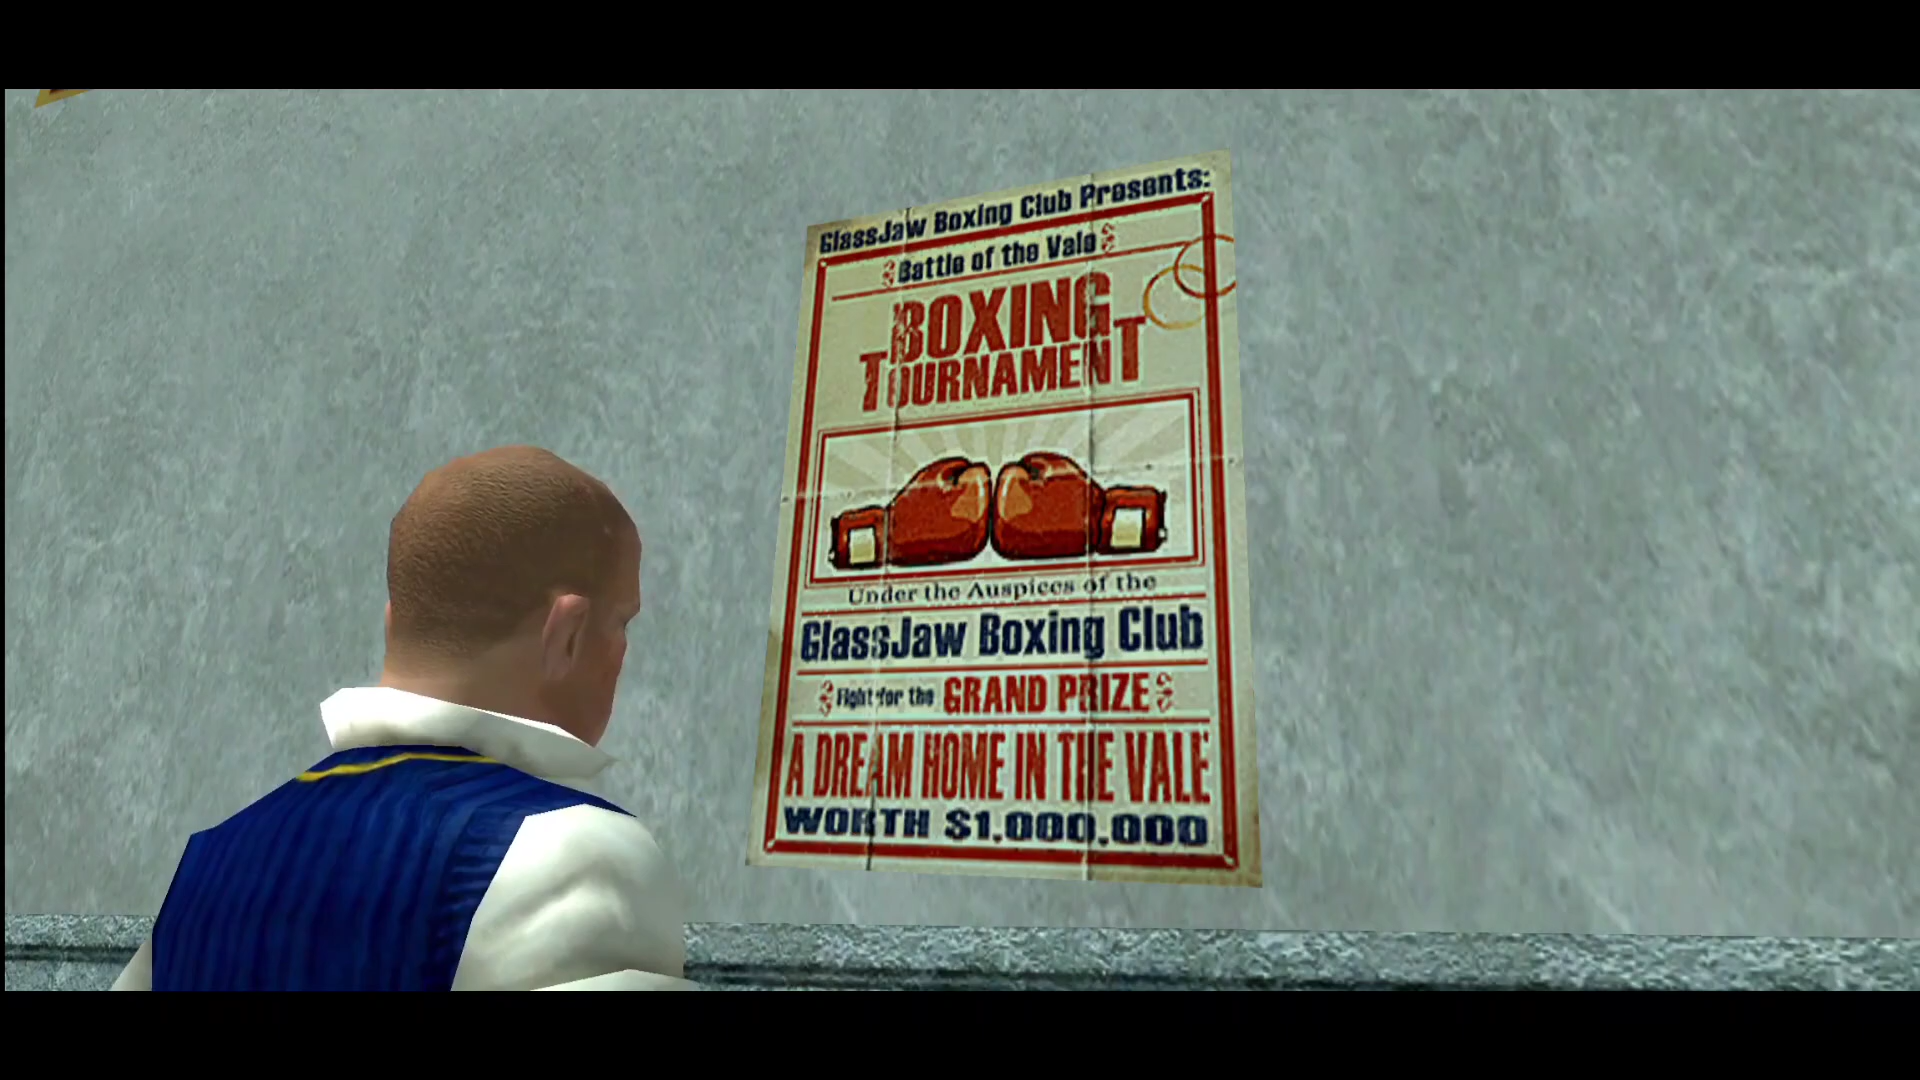 GlassJaw Boxing Club Presents:
Battle of the Vale
BOXING
TOURNAMENT
Under the Auspices of the
GlassJaw Boxing Club
Fight for the GRAND PRIZE
A DREAM HOME IN THE VALE
WORTH $1,000,000